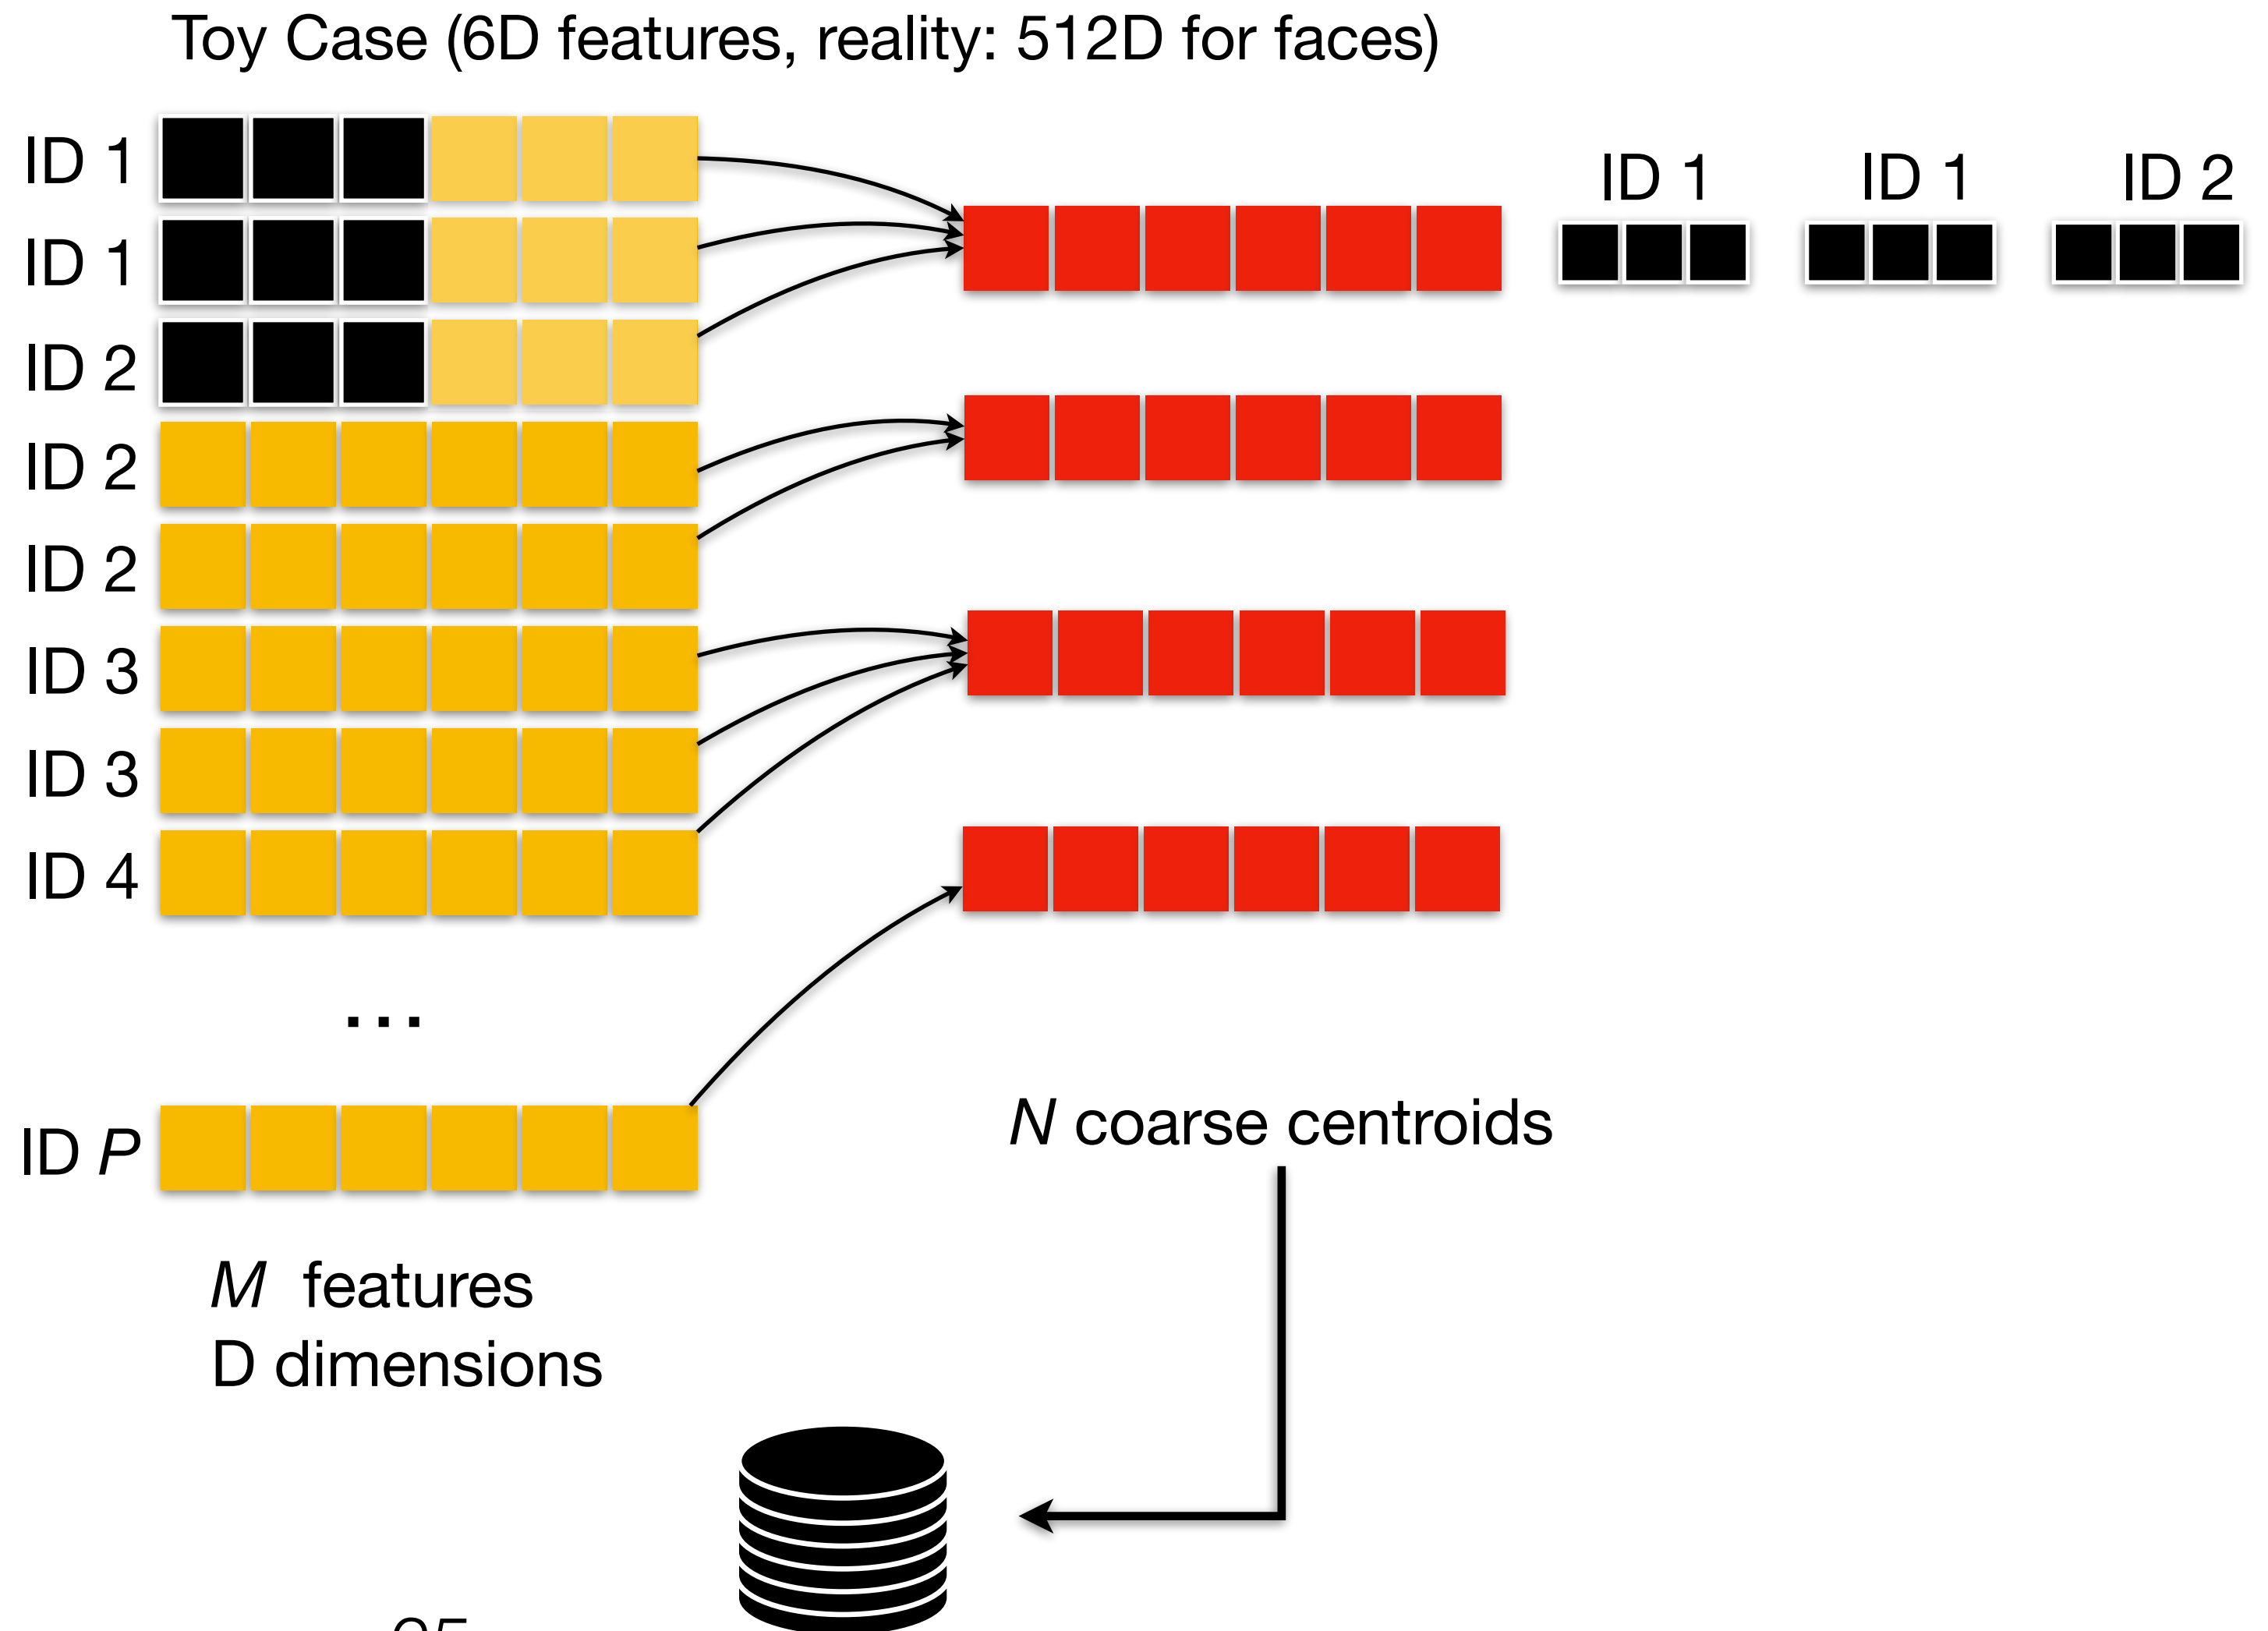 Toy Case (6D features, reality: 512D for faces)
ID 1
ID 1
ID 2
ID 2
ID 2
ID 3
ID 3
ID 4
...
ID P
M features
D dimensions
ID 1 ID 1 ID 2
N coarse centroids